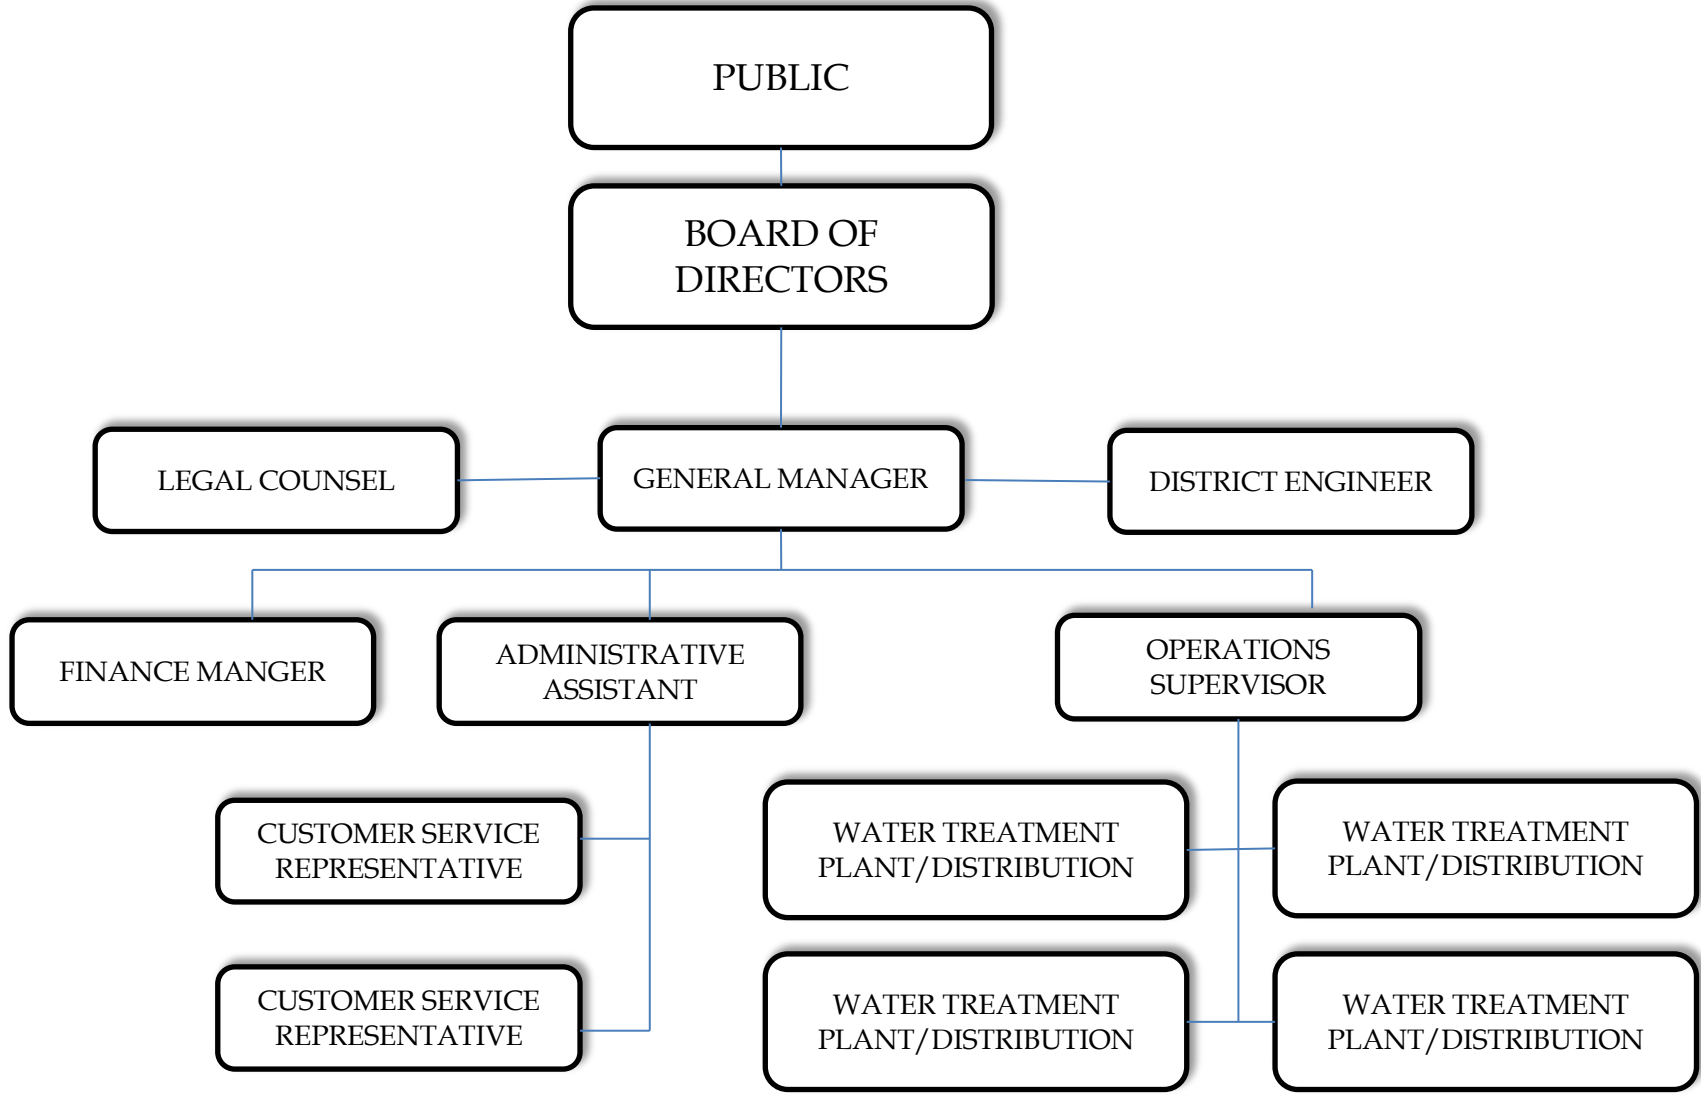 PUBLIC
BOARD OF
DIRECTORS
LEGAL COUNSEL
GENERAL MANAGER
DISTRICT ENGINEER
FINANCE MANGER
ADMINISTRATIVE
ASSISTANT
OPERATIONS
SUPERVISOR
CUSTOMER SERVICE
REPRESENTATIVE
WATER TREATMENT
PLANT/DISTRIBUTION
WATER TREATMENT
PLANT/DISTRIBUTION
CUSTOMER SERVICE
REPRESENTATIVE
WATER TREATMENT
PLANT/DISTRIBUTION
WATER TREATMENT
PLANT/DISTRIBUTION